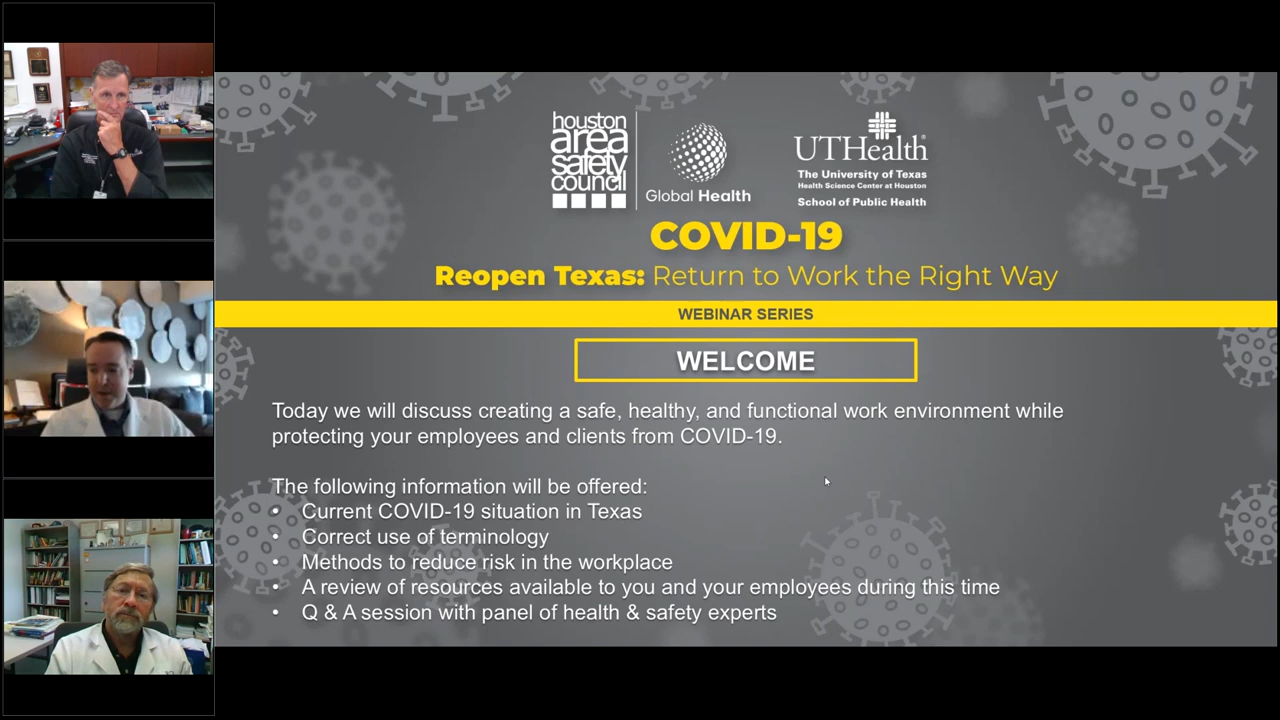 houston
area
safety
council
Global Health
UTHealth®
The University of Texas
Health Science Center at Houston
School of Public Health
COVID-19
Reopen Texas: Return to Work the Right Way
WEBINAR SERIES
WELCOME
Today we will discuss creating a safe, healthy, and functional work environment while
protecting your employees and clients from COVID-19.
The following information will be offered:
• Current COVID-19 situation in Texas
• Correct use of terminology
• Methods to reduce risk in the workplace
• A review of resources available to you and your employees during this time
• Q & A session with panel of health & safety experts